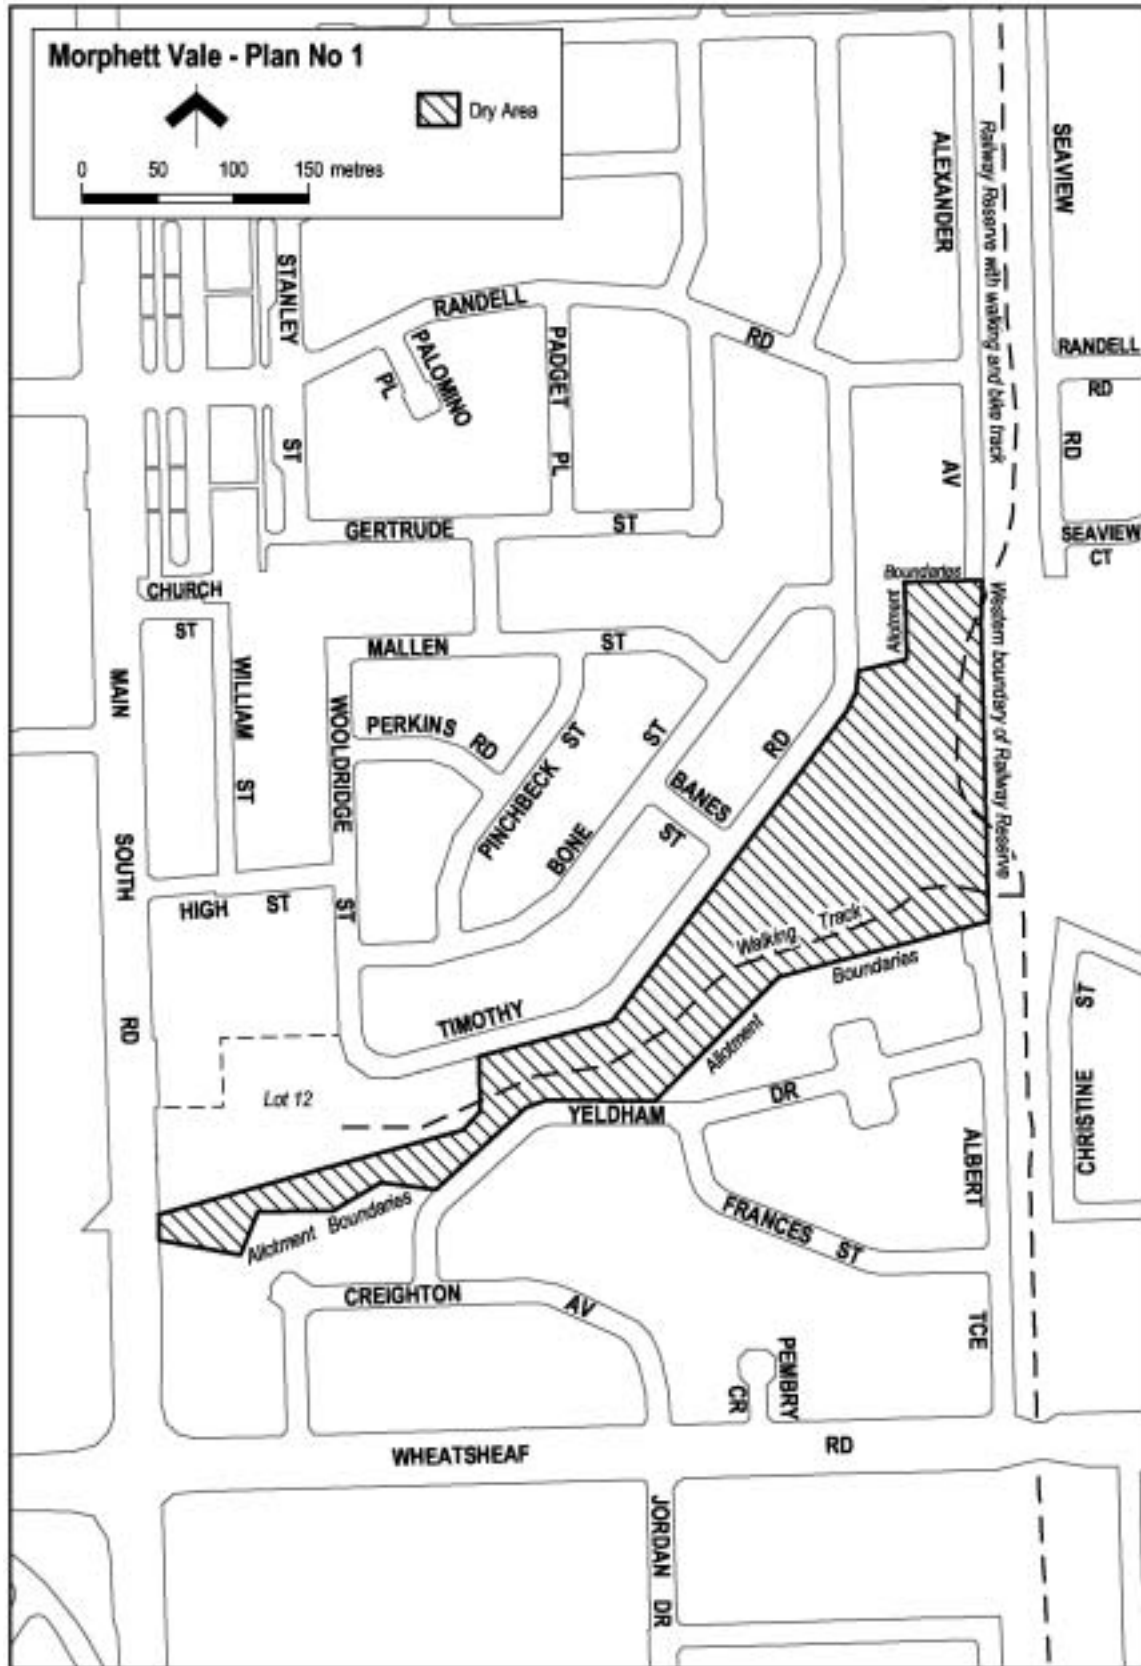 Morphett Vale - Plan No 1
Dry Area
0 50 100 150 metres
ALEXANDER
AV
Railway Reserve with walking and bike track
SEAVIEW
RD
RANDELL
RD
SEAVIEW
CT
STANLEY
ST
RANDELL
RD
PALOMINO
PL
PADGET
PL
GERTRUDE ST
CHURCH
ST
Boundaries
Allotment
Western boundary of Railway Reserve
MAIN
SOUTH
RD
WILLIAM
ST
MALLEN ST
WOOLDRIDGE
ST
PERKINS RD
PINCHBECK ST
BONE ST
BANES
ST
RD
HIGH ST
TIMOTHY
Walking Track
Boundaries
Allotment
Lot 12
YELDHAM DR
ALBERT
TCE
CHRISTINE ST
Allotment Boundaries
FRANCES ST
CREIGHTON AV
PEMBRY
CR
WHEATSHEAF RD
JORDAN DR